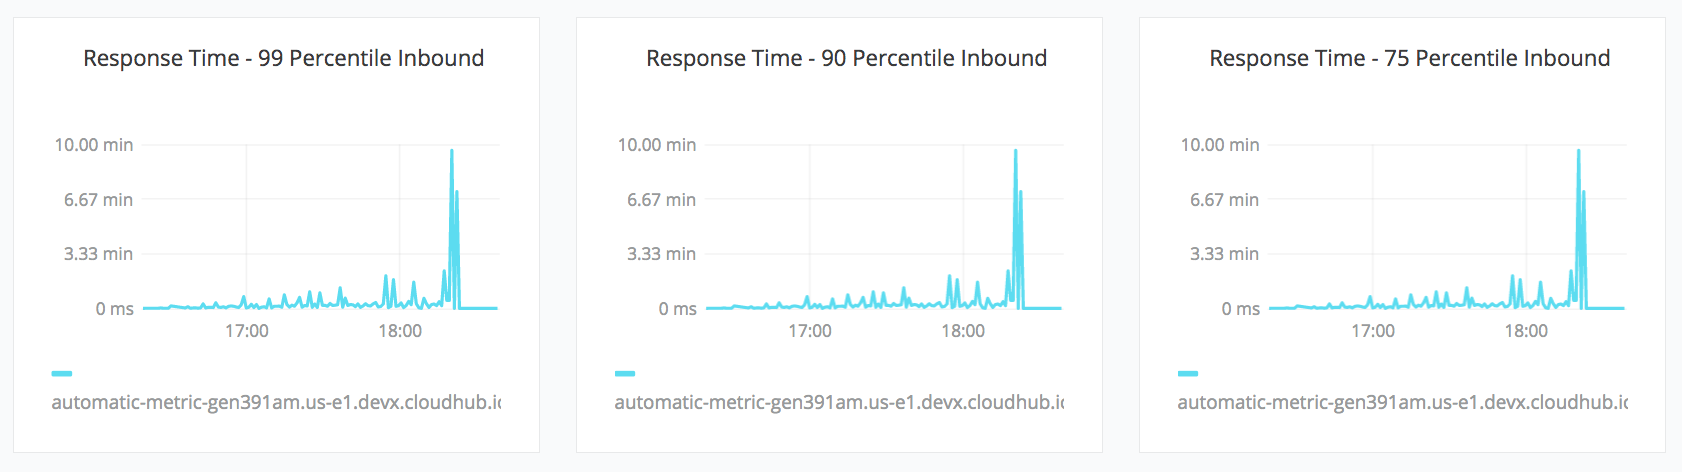 Response Time - 99 Percentile Inbound
10.00 min
6.67 min
3.33 min
0 ms
17:00 18:00
automatic-metric-gen391am.us-e1.devx.cloudhub.io
Response Time - 90 Percentile Inbound
10.00 min
6.67 min
3.33 min
0 ms
17:00 18:00
automatic-metric-gen391am.us-e1.devx.cloudhub.io
Response Time - 75 Percentile Inbound
10.00 min
6.67 min
3.33 min
0 ms
17:00 18:00
automatic-metric-gen391am.us-e1.devx.cloudhub.io